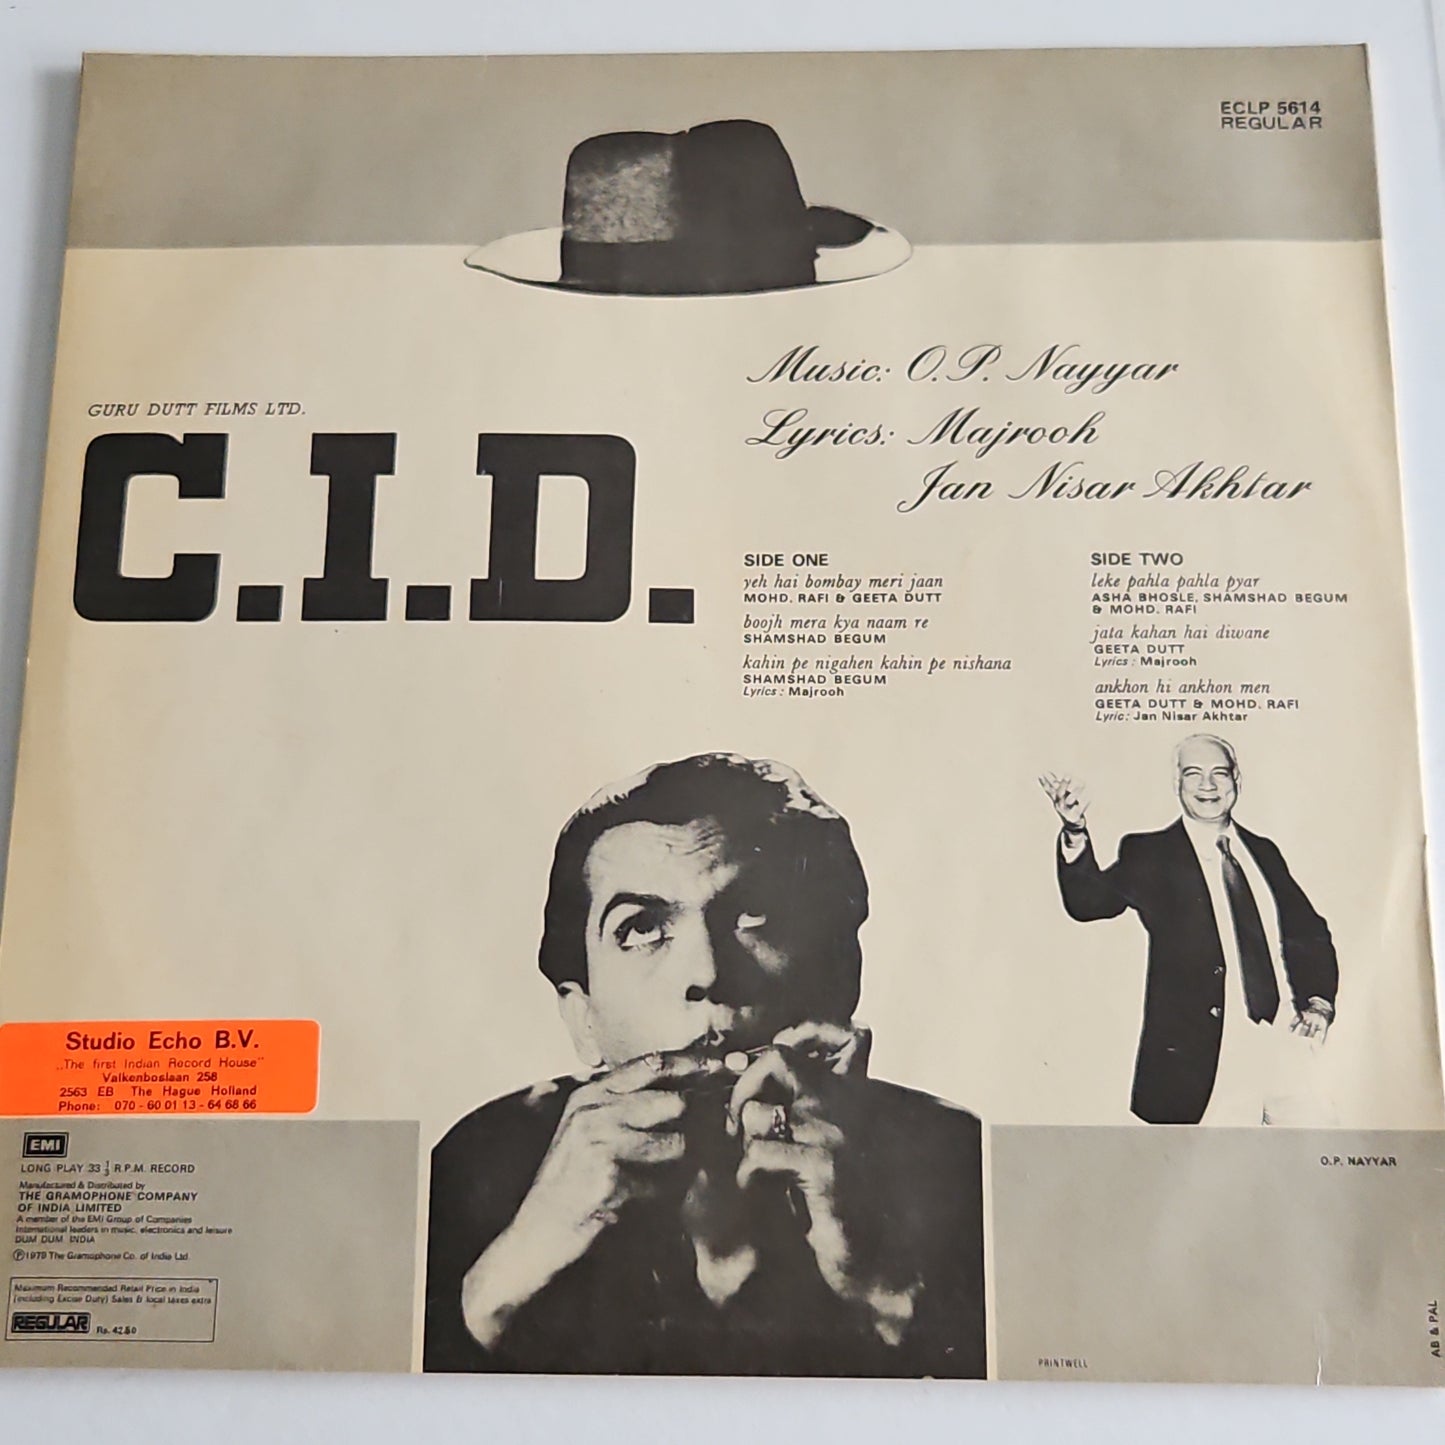 ECLP 5614
REGULAR
Music: O.P. Nayyar
Lyrics: Majrooh
Jan Nisar Akhtar
GURU DUTT FILMS LTD.
C.I.D.
SIDE ONE
yeh hai bombay meri jaan
MOHD. RAFI & GEETA DUTT
boojh mera kya naam re
SHAMSHAD BEGUM
kahin pe nigahen kahin pe nishana
SHAMSHAD BEGUM
Lyrics : Majrooh
SIDE TWO
leke pahla pahla pyar
ASHA BHOSLE, SHAMSHAD BEGUM
& MOHD. RAFI
jata kahan hai diwane
GEETA DUTT
Lyrics : Majrooh
ankhon hi ankhon men
GEETA DUTT & MOHD. RAFI
Lyric: Jan Nisar Akhtar
Studio Echo B.V.
„The first Indian Record House"
Valkenboslaan 258
2563 EB The Hague Holland
Phone: 070 - 60 01 13 - 64 68 66
EMI
LONG PLAY 33 1/3 R.P.M. RECORD
Manufactured & Distributed by
THE GRAMOPHONE COMPANY
OF INDIA LIMITED
A member of the EMI Group of Companies
International leaders in music, electronics and leisure
DUM DUM INDIA
Ⓟ1979 The Gramophone Co. of India Ltd.
Maximum Recommended Retail Price in India
(excluding Excise Duty) Sales & local taxes extra
REGULAR Rs. 42.50
O.P. NAYYAR
PRINTWELL
AB & PAL